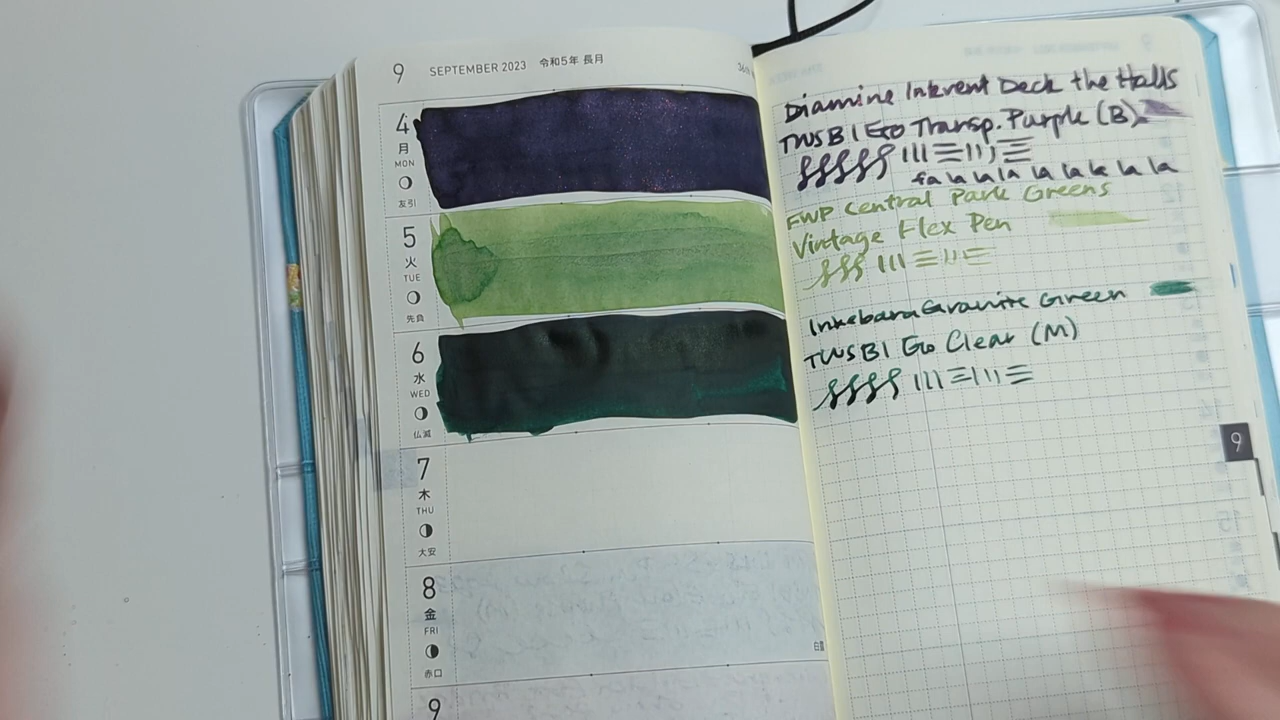 9 SEPTEMBER 2023 令和5年 長月
4
月
MON
友引
5
火
TUE
先負
6
水
WED
仏滅
7
木
THU
大安
8
金
FRI
赤口
9
Diamine Inkvent Deck the Halls
TWSBI Eco Transp. Purple (B)
fa la la la la la la la
FWP Central Park Greens
Vintage Flex Pen
Inkebara Granite Green
TWSBI Eco Clear (M)
9